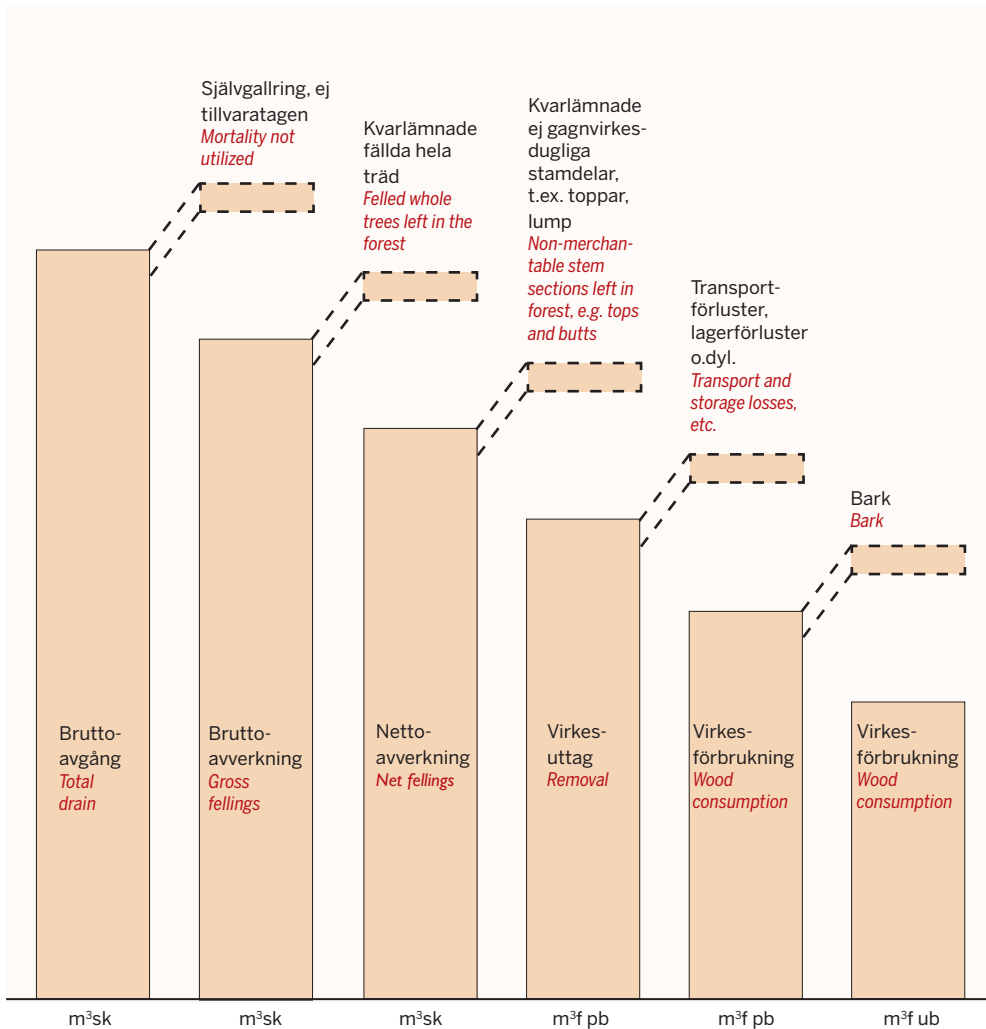 Självgallring, ej
tillvaratagen
Mortality not
utilized
Kvarlämnade
fällda hela
träd
Felled whole
trees left in the
forest
Kvarlämnade
ej gagnvirkes-
dugliga
stamdelar,
t.ex. toppar,
lump
Non-merchan-
table stem
sections left in
forest, e.g. tops
and butts
Transport-
förluster,
lagerförluster
o.dyl.
Transport and
storage losses,
etc.
Bark
Bark
Brutto-
avgång
Total
drain
Brutto-
avverkning
Gross
fellings
Netto-
avverkning
Net fellings
Virkes-
uttag
Removal
Virkes-
förbrukning
Wood
consumption
Virkes-
förbrukning
Wood
consumption
m³sk
m³sk
m³sk
m³f pb
m³f pb
m³f ub